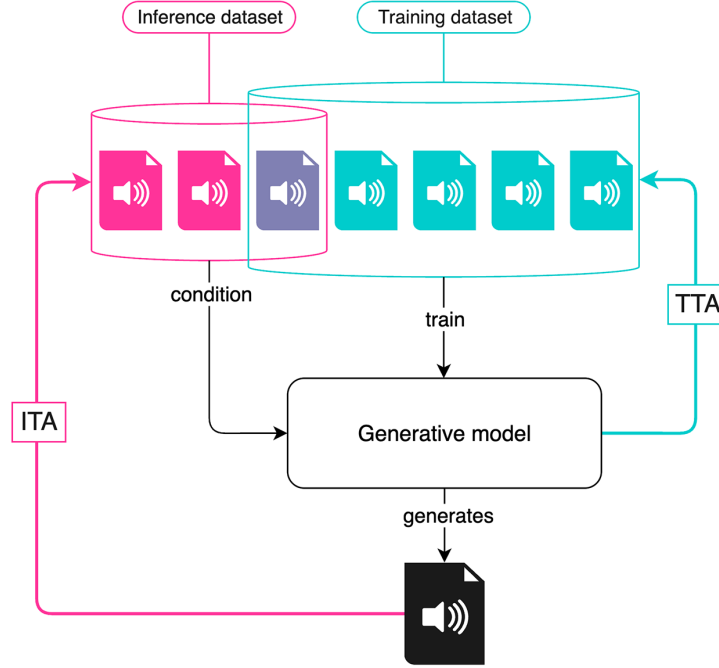 Inference dataset
Training dataset
condition
train
TTA
ITA
Generative model
generates